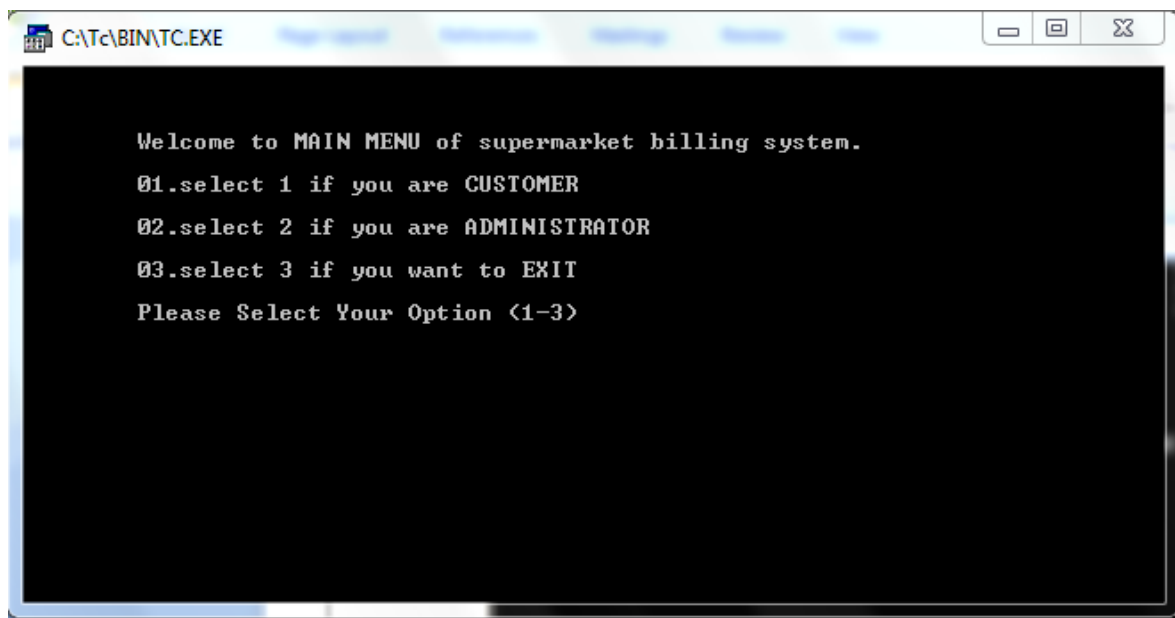 C:\Tc\BIN\TC.EXE
Welcome to MAIN MENU of supermarket billing system.
01.select 1 if you are CUSTOMER
02.select 2 if you are ADMINISTRATOR
03.select 3 if you want to EXIT
Please Select Your Option (1-3)